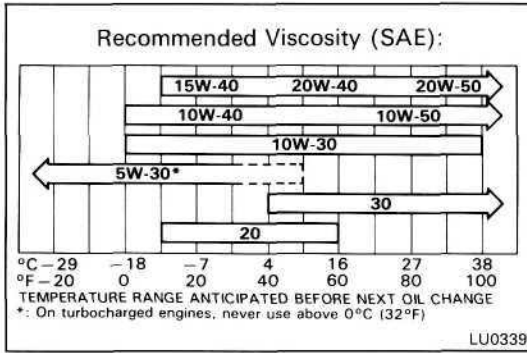 Recommended Viscosity (SAE):
15W-40 20W-40 20W-50
10W-40 10W-50
10W-30
5W-30*
30
20
°C -29 -18 -7 4 16 27 38
°F -20 0 20 40 60 80 100
TEMPERATURE RANGE ANTICIPATED BEFORE NEXT OIL CHANGE
*: On turbocharged engines, never use above 0°C (32°F)
LU0339